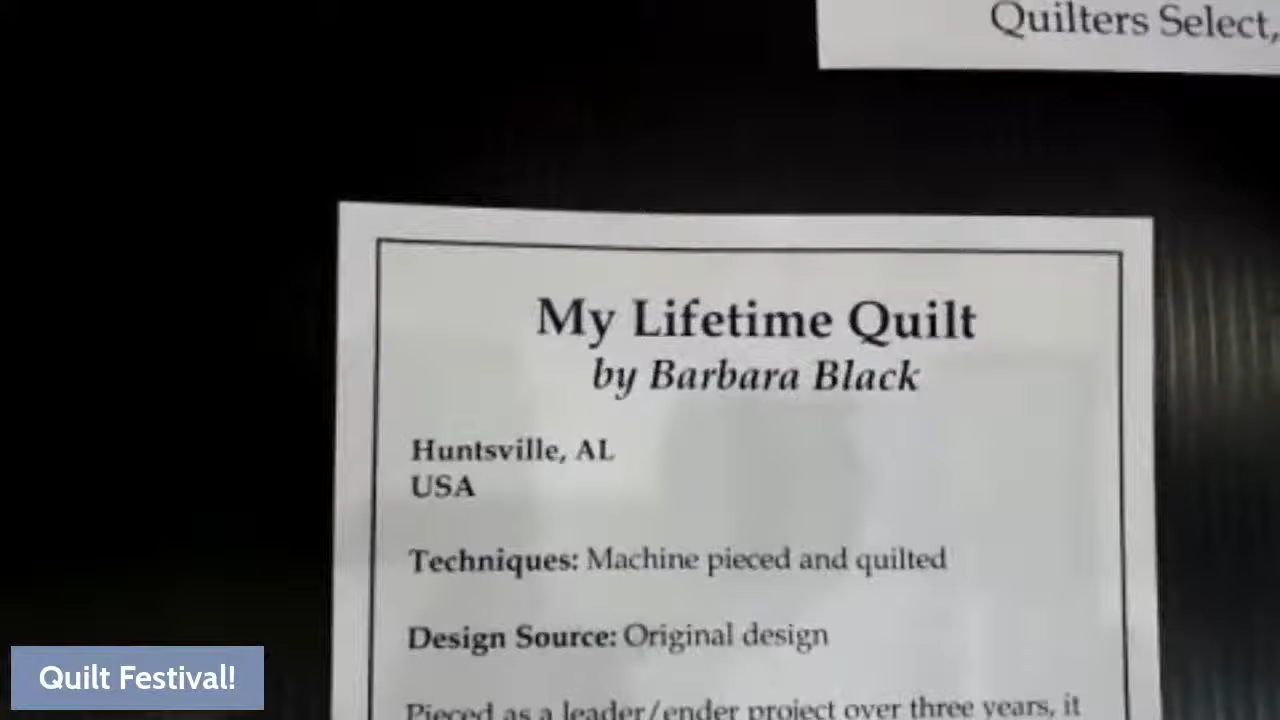 Quilters Select,
My Lifetime Quilt
by Barbara Black
Huntsville, AL
USA
Techniques: Machine pieced and quilted
Design Source: Original design
Pieced as a leader/ender project over three years, it
Quilt Festival!